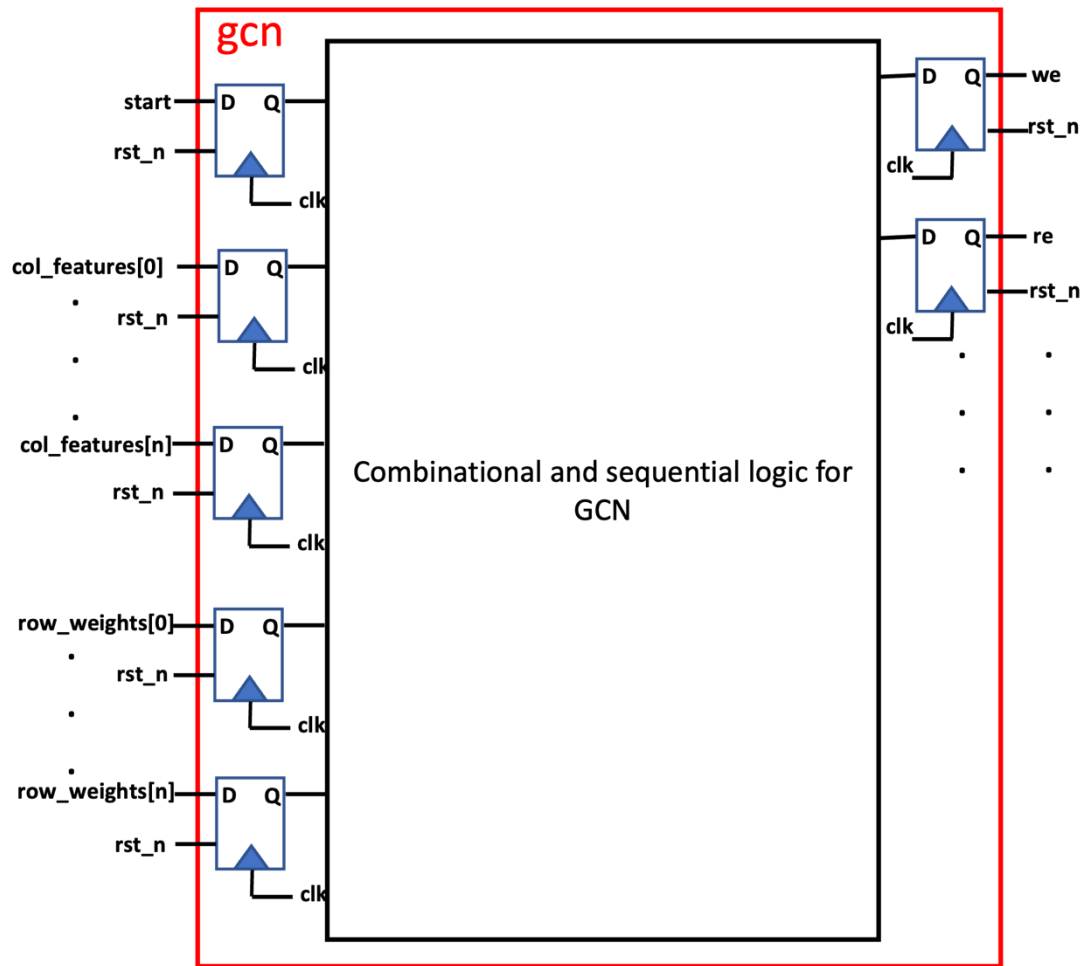 gcn
start
D Q
rst_n
clk
col_features[0]
D Q
rst_n
clk
col_features[n]
D Q
rst_n
clk
row_weights[0]
D Q
rst_n
clk
row_weights[n]
D Q
rst_n
clk
Combinational and sequential logic for
GCN
D Q
we
rst_n
clk
D Q
re
rst_n
clk